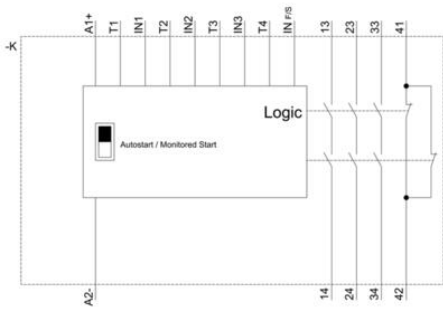 A1+ T1 IN1 T2 IN2 T3 IN3 T4 IN F/S 13 23 33 41
-K
Logic
Autostart / Monitored Start
A2- 14 24 34 42